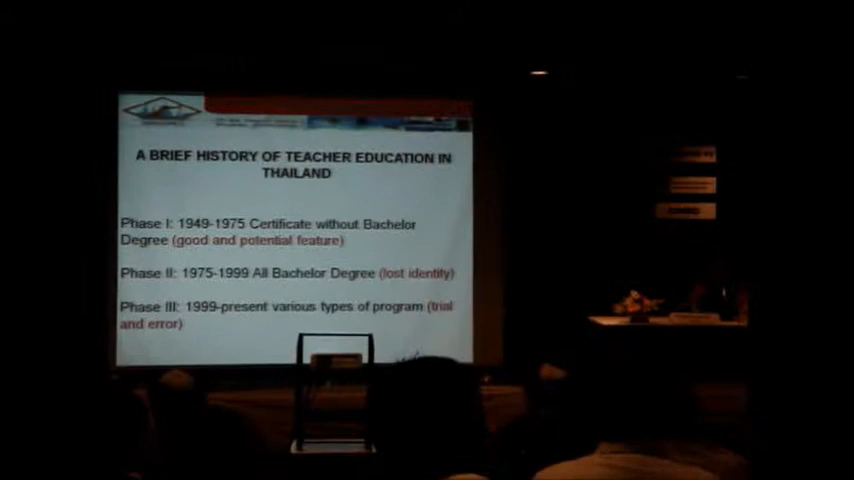 A BRIEF HISTORY OF TEACHER EDUCATION IN
THAILAND
Phase I: 1949-1975 Certificate without Bachelor
Degree (good and potential feature)
Phase II: 1975-1999 All Bachelor Degree (lost identity)
Phase III: 1999-present various types of program (trial
and error)